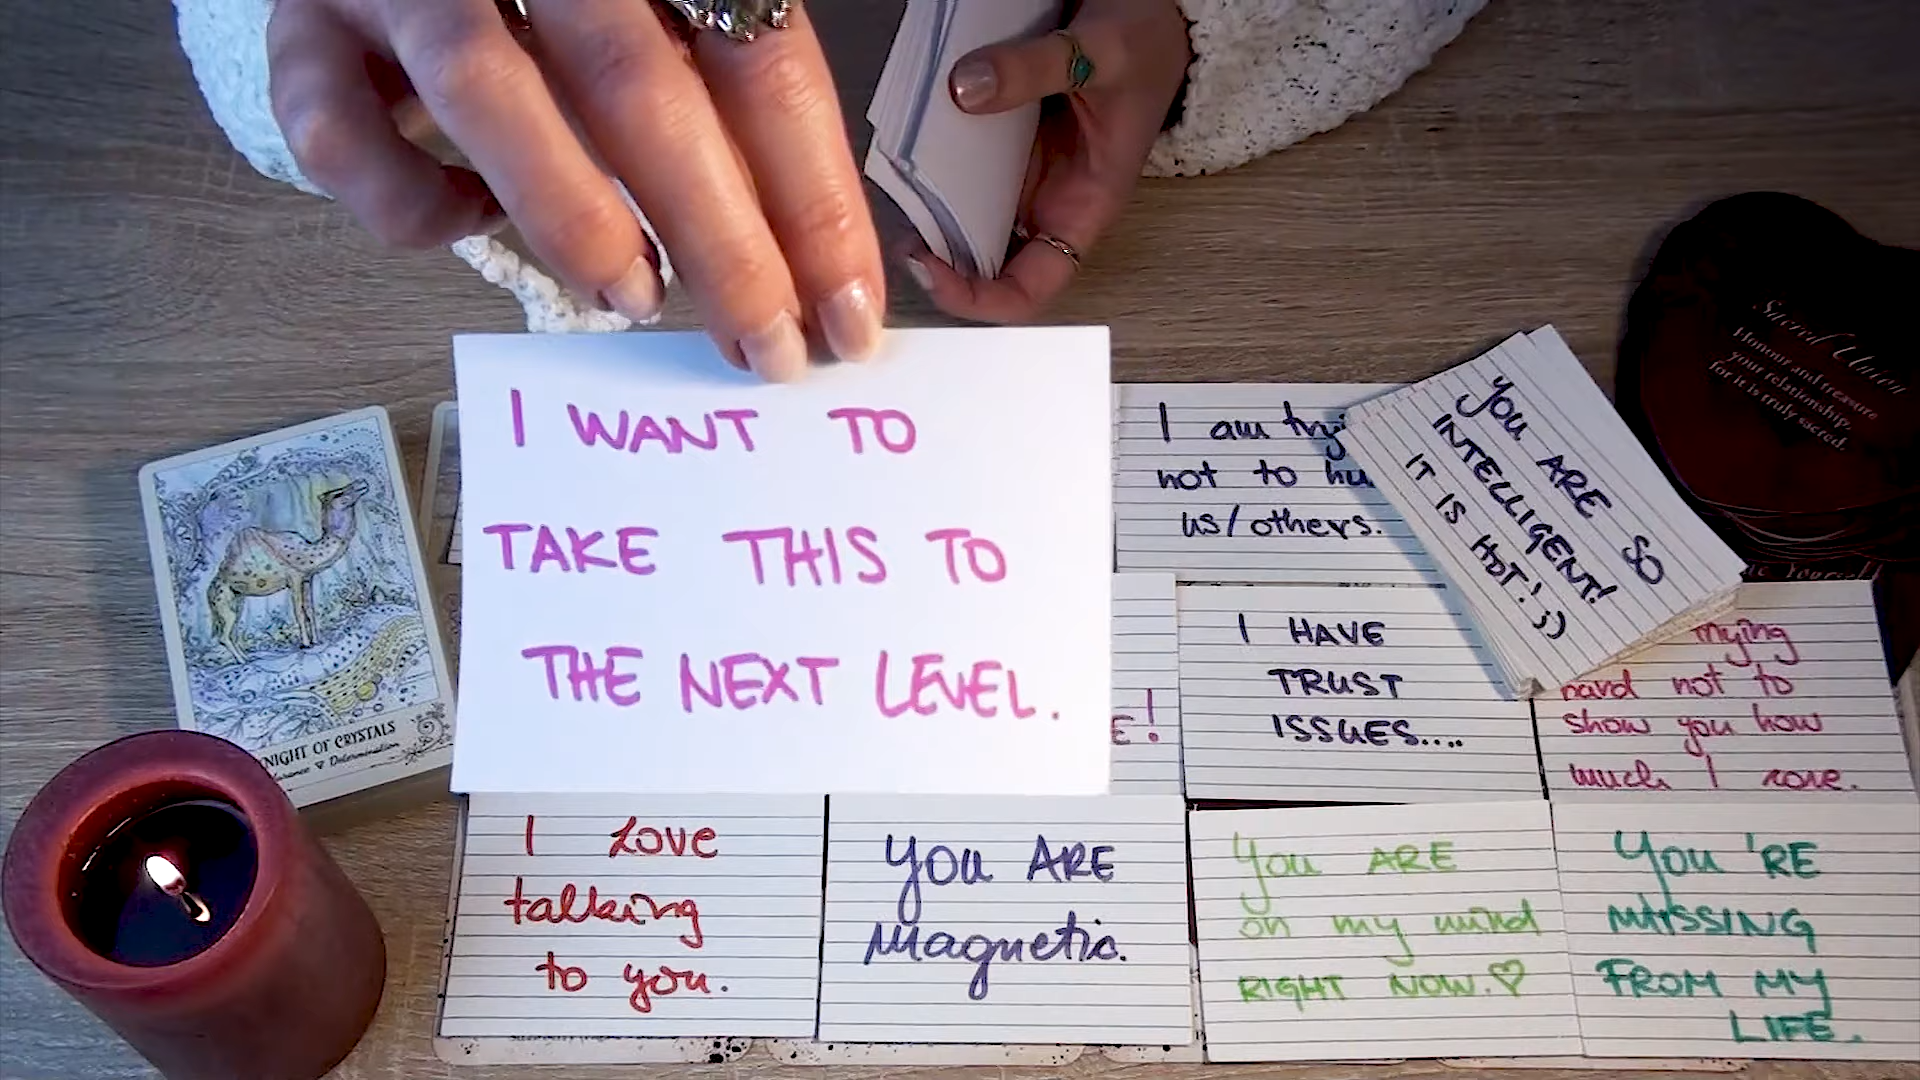 I WANT TO
TAKE THIS TO
THE NEXT LEVEL.
I am
not to
us/others.
YOU ARE SO
INTELLIGENT!
IT IS HOT! ;)
Sacred Union
Honour and treasure
your relationship,
for it is truly sacred.
Yourself
KNIGHT OF CRYSTALS
Determination
E!
I HAVE
TRUST
ISSUES....
trying
hard not to
show you how
much I care.
I Love
talking
to you.
YOU ARE
Magnetic.
You ARE
on my mind
RIGHT NOW.♡
YOU'RE
MISSING
FROM MY
LIFE.